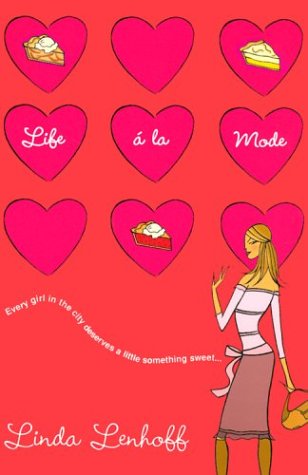 Life á la Mode
Every girl in the city deserves a little something sweet...
Linda Lenhoff